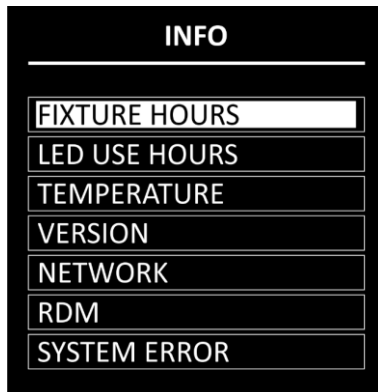 INFO
FIXTURE HOURS
LED USE HOURS
TEMPERATURE
VERSION
NETWORK
RDM
SYSTEM ERROR